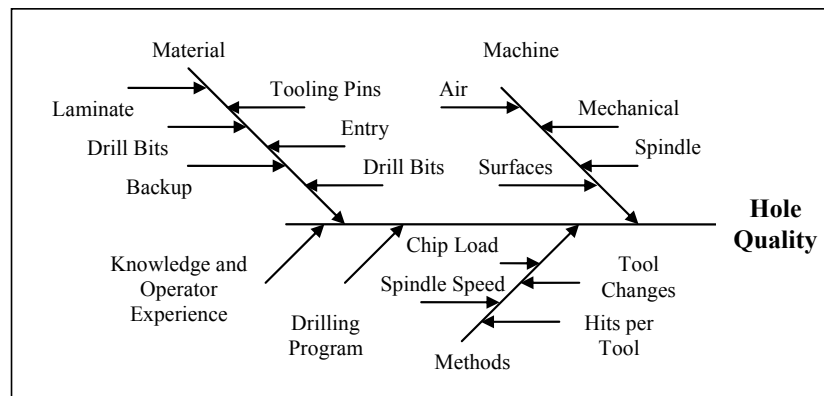 Material
Machine
Air
Tooling Pins
Laminate
Mechanical
Entry
Drill Bits
Spindle
Drill Bits
Surfaces
Backup
Hole
Quality
Chip Load
Knowledge and
Operator
Experience
Tool
Changes
Spindle Speed
Drilling
Program
Hits per
Tool
Methods